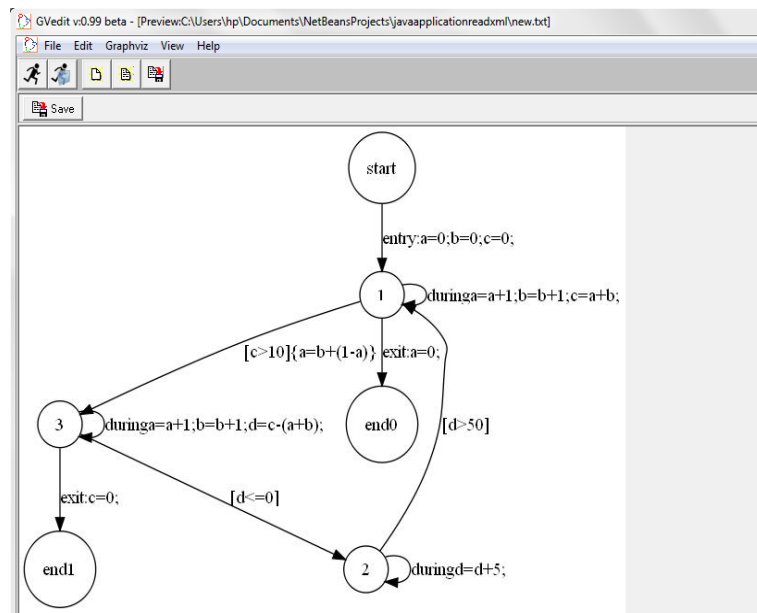 GVedit v:0.99 beta - [Preview:C:\Users\hp\Documents\NetBeansProjects\javaapplicationreadxml\new.txt]
File Edit Graphviz View Help
Save
start
entry:a=0;b=0;c=0;
1
duringa=a+1;b=b+1;c=a+b;
[c>10]{a=b+(1-a)}
exit:a=0;
3
duringa=a+1;b=b+1;d=c-(a+b);
end0
[d>50]
exit:c=0;
[d<=0]
end1
2
duringd=d+5;